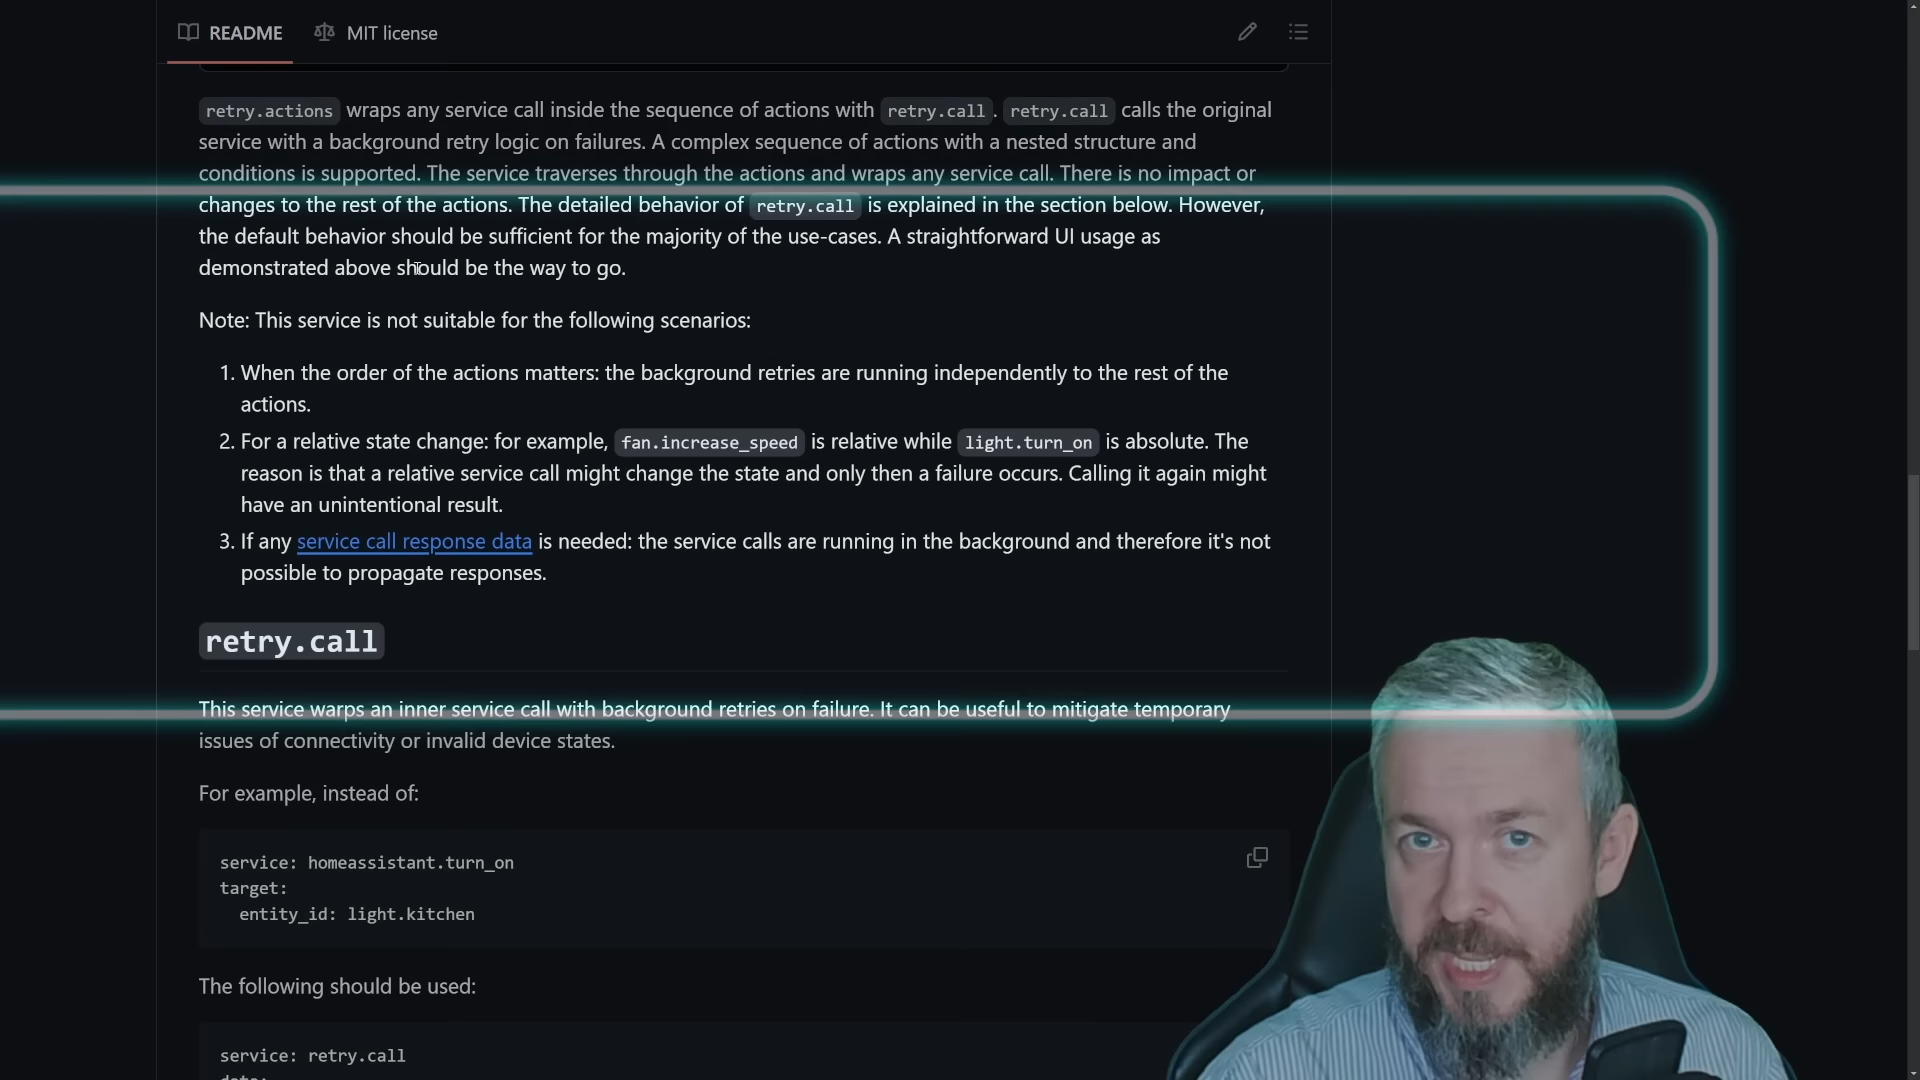 README MIT license
retry.actions wraps any service call inside the sequence of actions with retry.call. retry.call calls the original
service with a background retry logic on failures. A complex sequence of actions with a nested structure and
conditions is supported. The service traverses through the actions and wraps any service call. There is no impact or
changes to the rest of the actions. The detailed behavior of retry.call is explained in the section below. However,
the default behavior should be sufficient for the majority of the use-cases. A straightforward UI usage as
demonstrated above should be the way to go.
Note: This service is not suitable for the following scenarios:
1. When the order of the actions matters: the background retries are running independently to the rest of the
actions.
2. For a relative state change: for example, fan.increase_speed is relative while light.turn_on is absolute. The
reason is that a relative service call might change the state and only then a failure occurs. Calling it again might
have an unintentional result.
3. If any service call response data is needed: the service calls are running in the background and therefore it's not
possible to propagate responses.
retry.call
This service warps an inner service call with background retries on failure. It can be useful to mitigate temporary
issues of connectivity or invalid device states.
For example, instead of:
service: homeassistant.turn_on
target:
entity_id: light.kitchen
The following should be used:
service: retry.call
data: